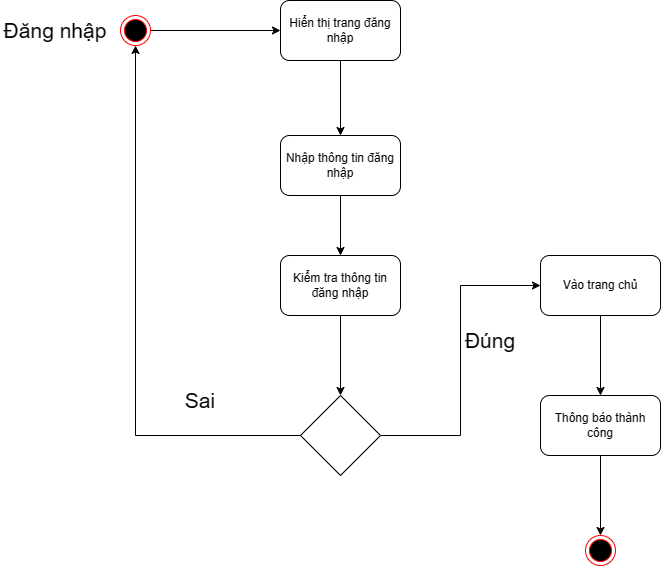 Đăng nhập
Hiển thị trang đăng
nhập
Nhập thông tin đăng
nhập
Kiểm tra thông tin
đăng nhập
Vào trang chủ
Đúng
Sai
Thông báo thành
công